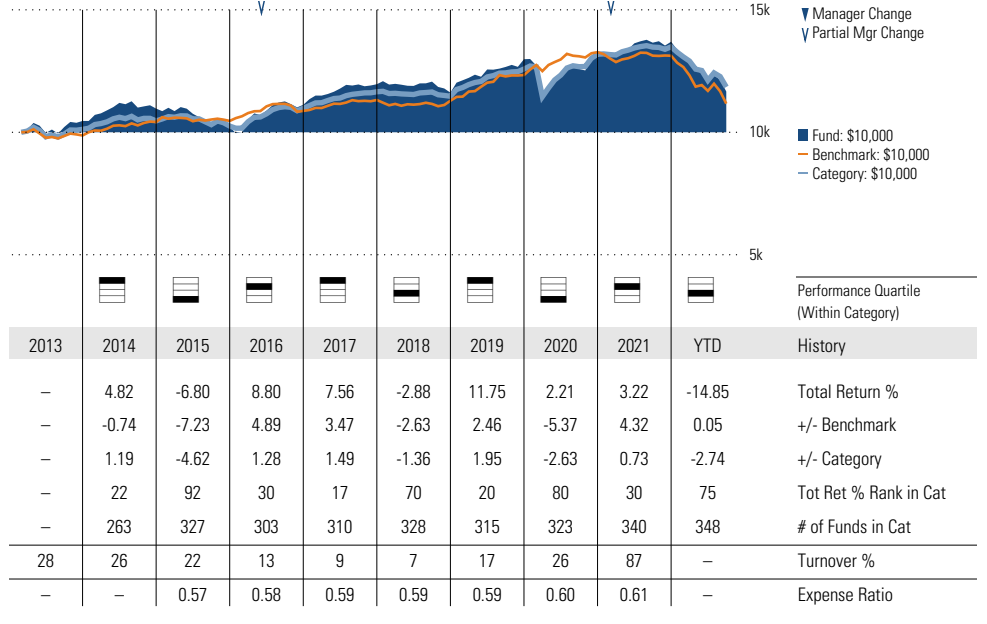 15k
Manager Change
Partial Mgr Change
10k
Fund: $10,000
Benchmark: $10,000
Category: $10,000
5k
Performance Quartile
(Within Category)
2013 2014 2015 2016 2017 2018 2019 2020 2021 YTD History
– 4.82 -6.80 8.80 7.56 -2.88 11.75 2.21 3.22 -14.85 Total Return %
– -0.74 -7.23 4.89 3.47 -2.63 2.46 -5.37 4.32 0.05 +/- Benchmark
– 1.19 -4.62 1.28 1.49 -1.36 1.95 -2.63 0.73 -2.74 +/- Category
– 22 92 30 17 70 20 80 30 75 Tot Ret % Rank in Cat
– 263 327 303 310 328 315 323 340 348 # of Funds in Cat
28 26 22 13 9 7 17 26 87 – Turnover %
– – 0.57 0.58 0.59 0.59 0.59 0.60 0.61 – Expense Ratio